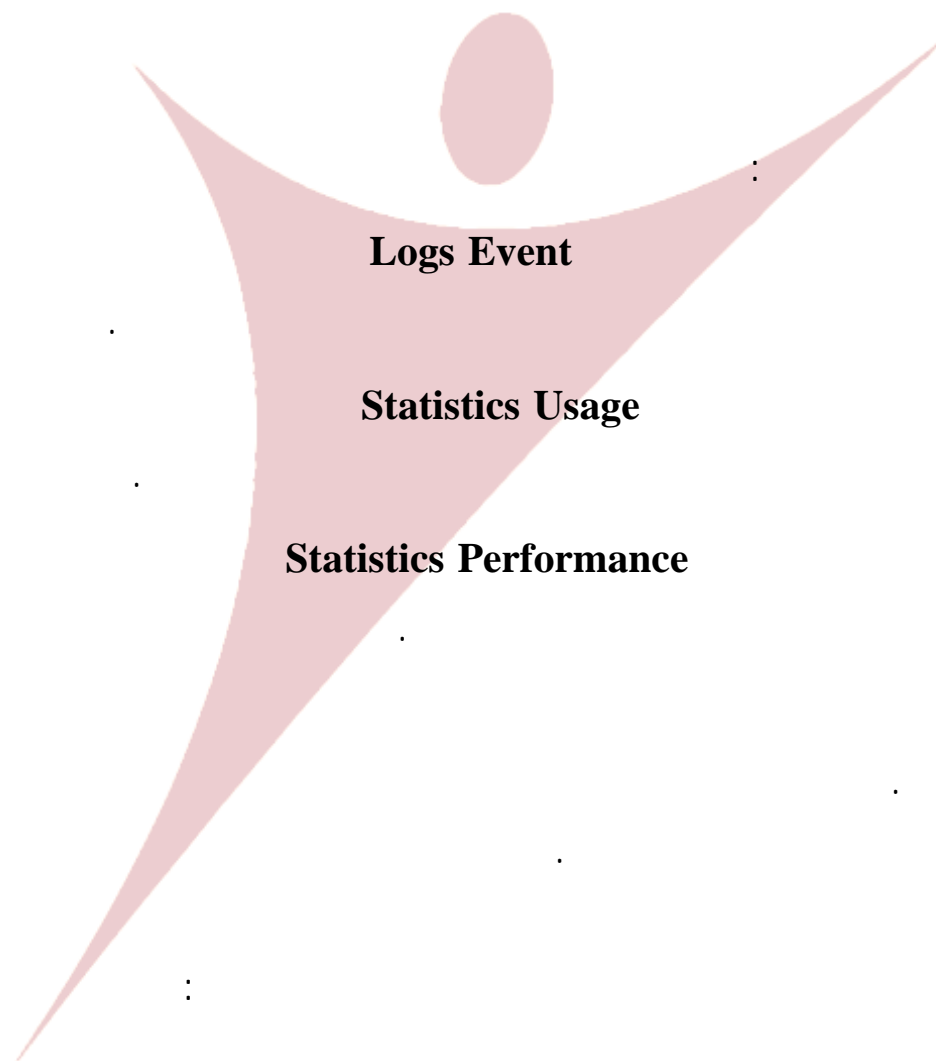 :
Logs Event
.
Statistics Usage
.
Statistics Performance
.
.
.
: